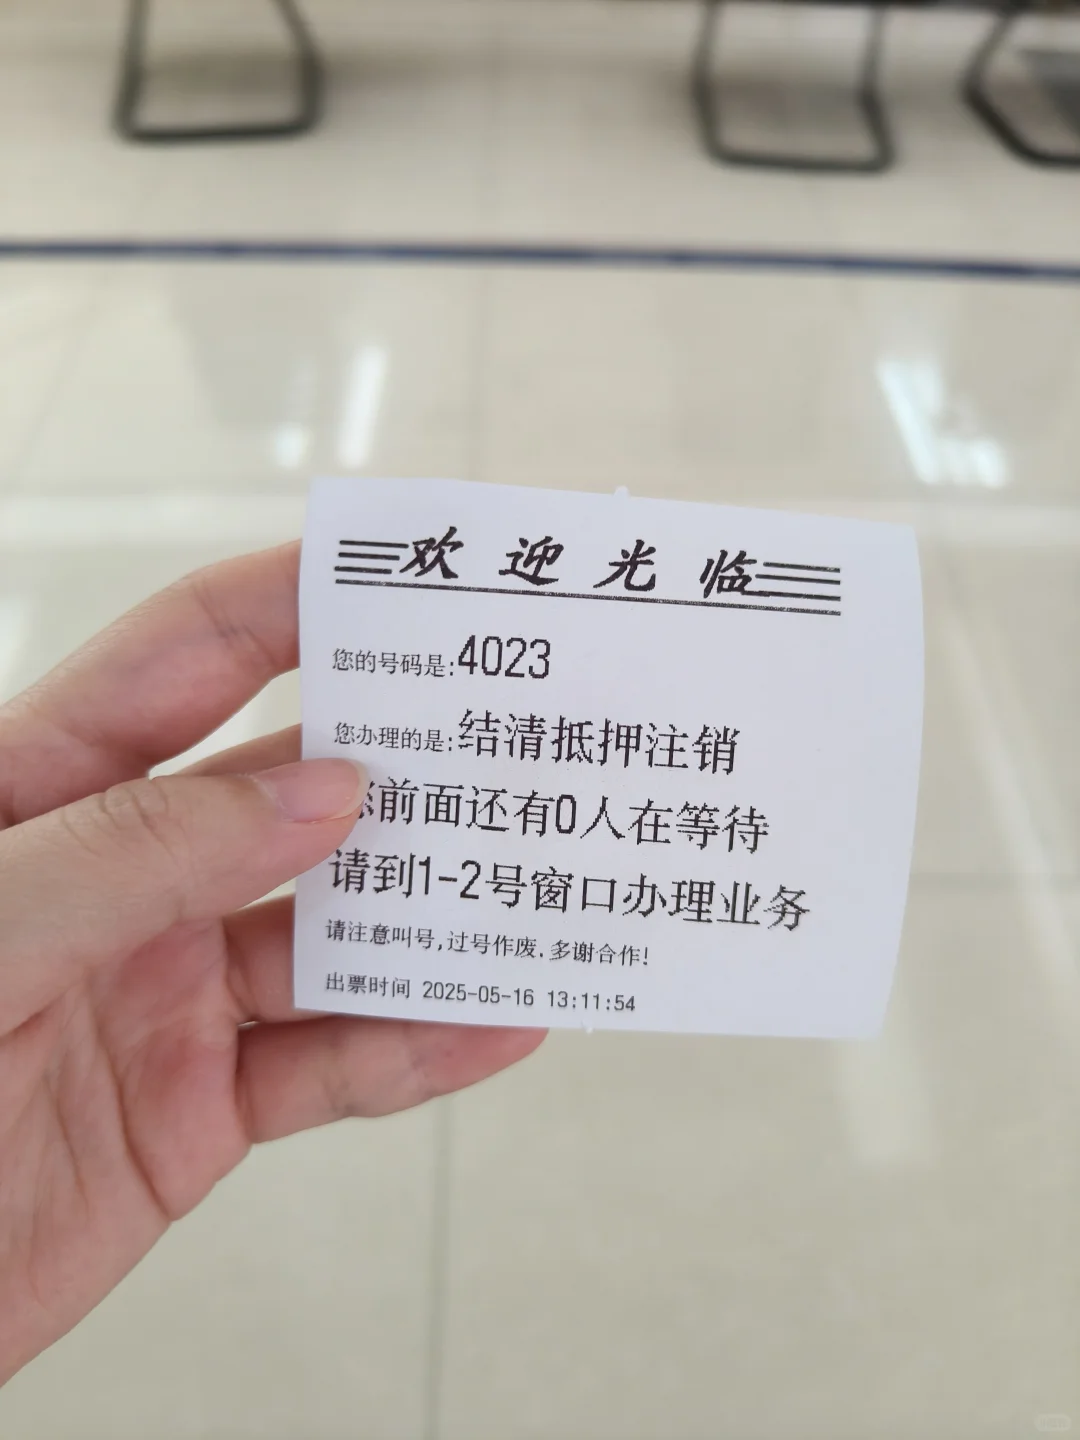 欢迎光临
您的号码是:4023
您办理的是:结清抵押注销
您前面还有0人在等待
请到1-2号窗口办理业务
请注意叫号,过号作废.多谢合作!
出票时间 2025-05-16 13:11:54